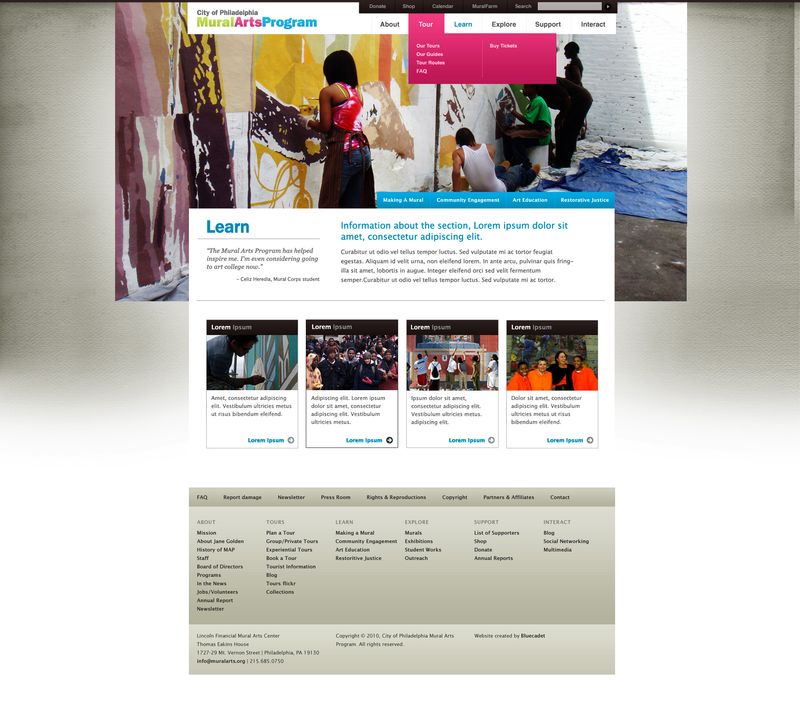 Donate Shop Calendar MuralFarm Search
City of Philadelphia
MuralArtsProgram
About Tour Learn Explore Support Interact
Our Tours Buy Tickets
Our Guides
Tour Routes
FAQ
Making A Mural Community Engagement Art Education Restorative Justice
Learn
"The Mural Arts Program has helped
inspire me. I'm even considering going
to art college now."
– Celiz Heredia, Mural Corps student
Information about the section, Lorem ipsum dolor sit
amet, consectetur adipiscing elit.
Curabitur ut odio vel tellus tempor luctus. Sed vulputate mi ac tortor feugiat
egestas. Aliquam id velit urna, non eleifend lorem. In ante arcu, pulvinar quis fring-
illa sit amet, lobortis in augue. Integer eleifend orci sed velit fermentum
semper.Curabitur ut odio vel tellus tempor luctus. Sed vulputate mi ac tortor.
Lorem Ipsum
Amet, consectetur adipiscing
elit. Vestibulum ultricies metus
ut risus bibendum eleifend.
Lorem Ipsum
Lorem Ipsum
Adipiscing elit. Lorem ipsum
dolor sit amet, consectetur
adipiscing elit. Vestibulum
ultricies metus.
Lorem Ipsum
Lorem Ipsum
Ipsum dolor sit amet,
consectetur adipiscing elit.
Vestibulum ultricies metus.
adipiscing elit.
Lorem Ipsum
Lorem Ipsum
Dolor sit amet, consectetur
adipiscing elit. Vestibulum
ultricies metus ut risus
bibendum eleifend.
Lorem Ipsum
FAQ Report damage Newsletter Press Room Rights & Reproductions Copyright Partners & Affiliates Contact
ABOUT
Mission
About Jane Golden
History of MAP
Staff
Board of Directors
Programs
In the News
Jobs/Volunteers
Annual Report
Newsletter
TOURS
Plan a Tour
Group/Private Tours
Experiential Tours
Book a Tour
Tourist Information
Blog
Tours flickr
Collections
LEARN
Making a Mural
Community Engagement
Art Education
Restoritive Justice
EXPLORE
Murals
Exhibitions
Student Works
Outreach
SUPPORT
List of Supporters
Shop
Donate
Annual Reports
INTERACT
Blog
Social Networking
Multimedia
Lincoln Financial Mural Arts Center
Thomas Eakins House
1727-29 Mt. Vernon Street | Philadelphia, PA 19130
info@muralarts.org | 215.685.0750
Copyright © 2010, City of Philadelphia Mural Arts
Program. All rights reserved.
Website created by Bluecadet